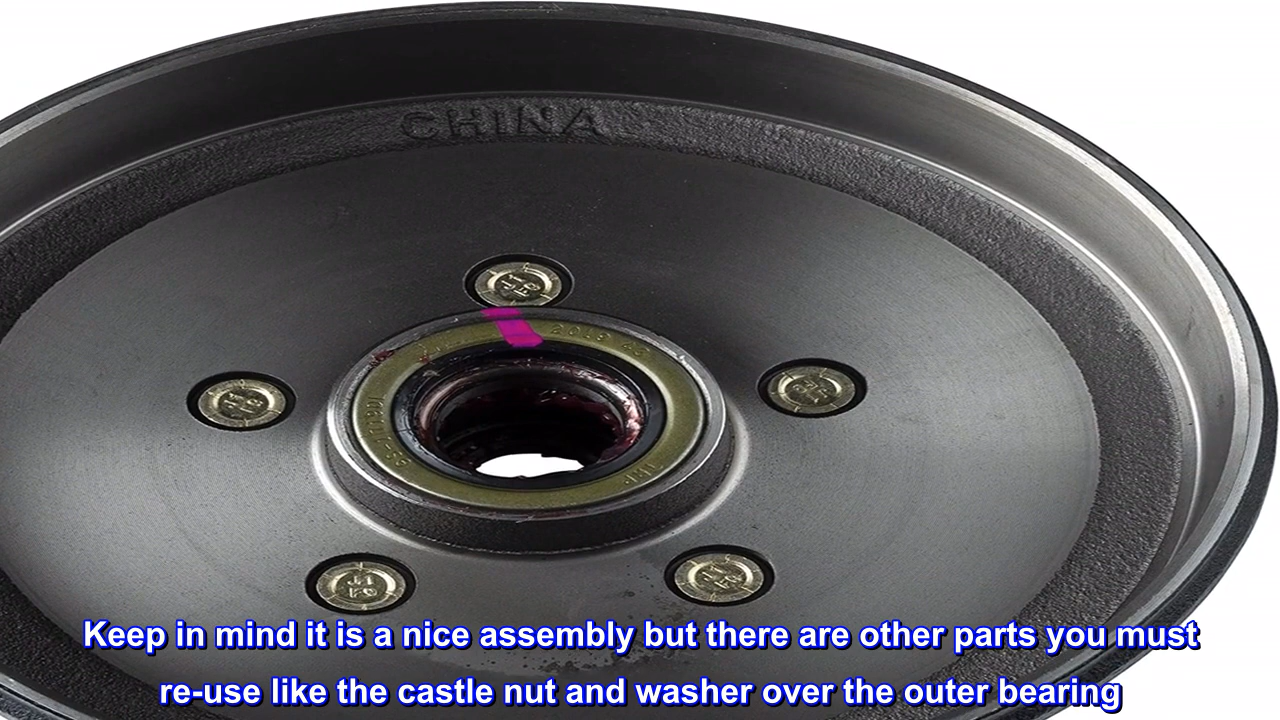 CHINA
Keep in mind it is a nice assembly but there are other parts you must
re-use like the castle nut and washer over the outer bearing